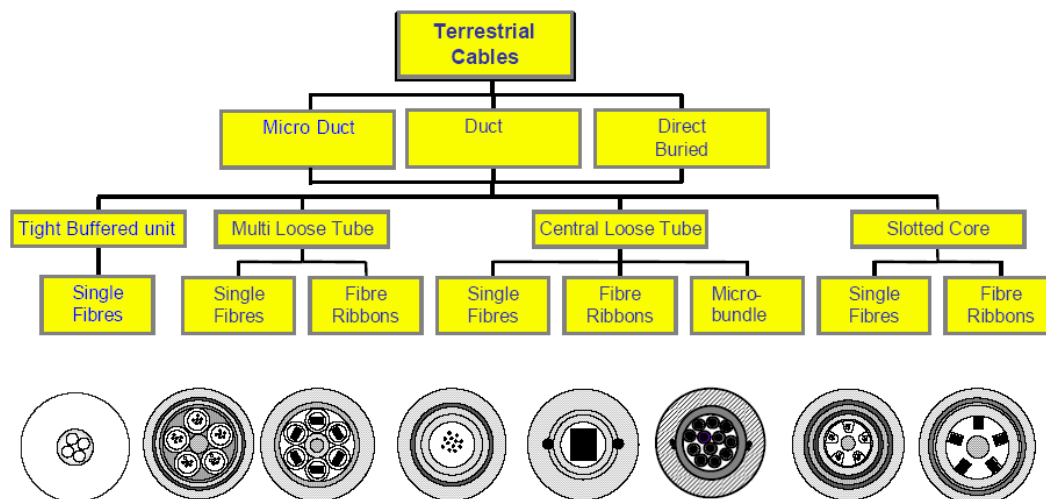 Terrestrial
Cables
Micro Duct
Duct
Direct
Buried
Tight Buffered unit
Multi Loose Tube
Central Loose Tube
Slotted Core
Single
Fibres
Single
Fibres
Fibre
Ribbons
Single
Fibres
Fibre
Ribbons
Micro-
bundle
Single
Fibres
Fibre
Ribbons